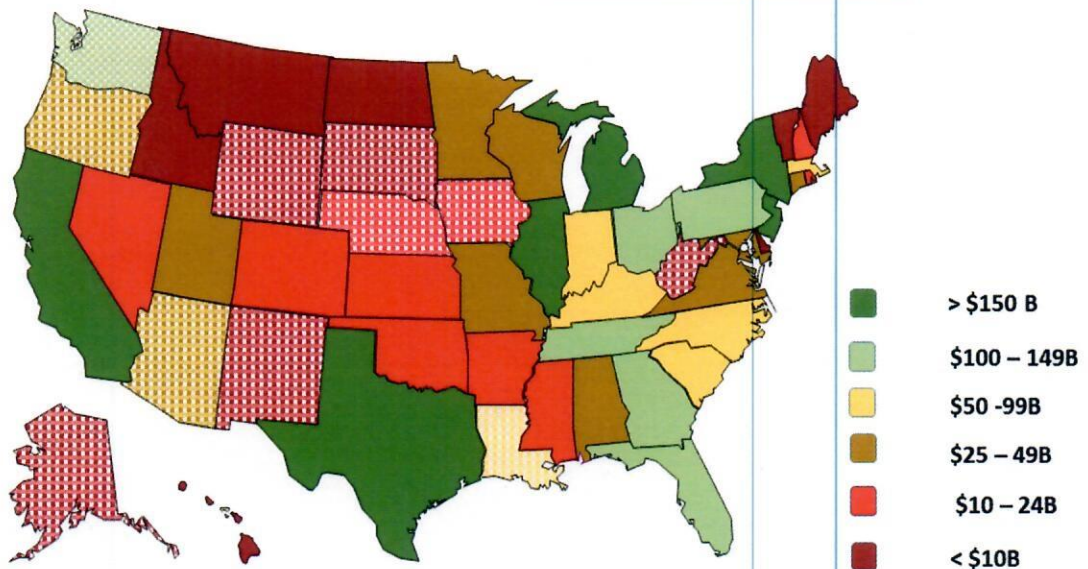 > $150 B
$100 – 149B
$50 -99B
$25 – 49B
$10 – 24B
< $10B